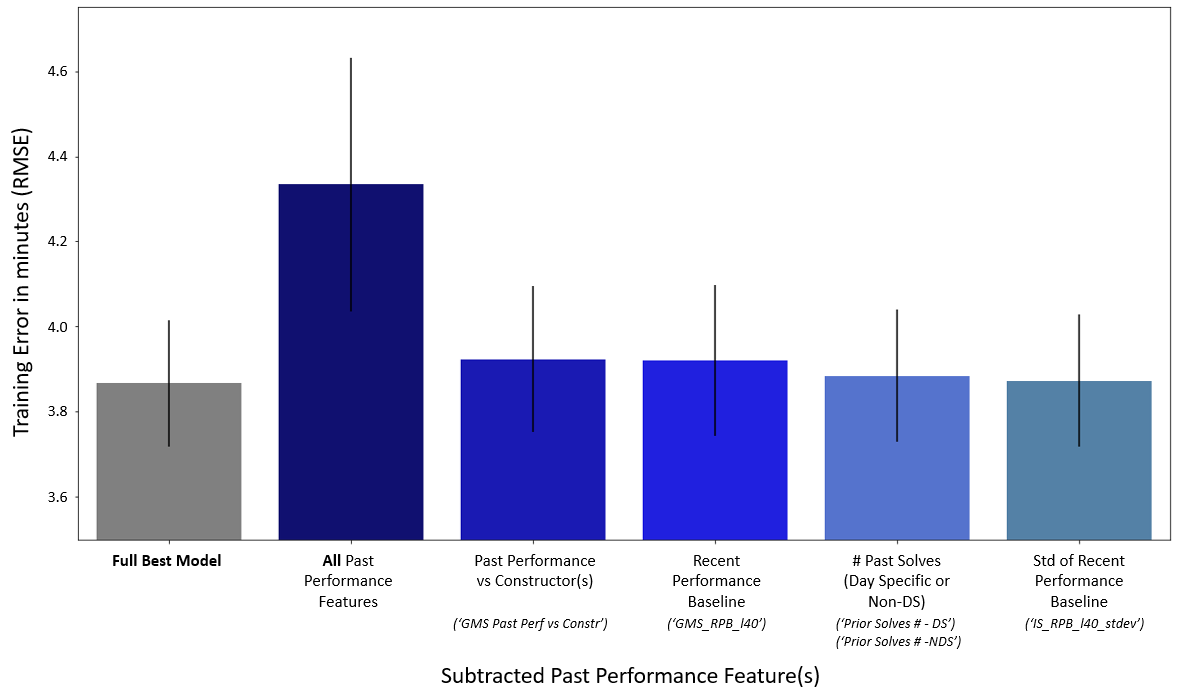 4.6
4.4
4.2
4.0
3.8
3.6
Training Error in minutes (RMSE)
Full Best Model
All Past
Performance
Features
Past Performance
vs Constructor(s)
(‘GMS Past Perf vs Constr’)
Recent
Performance
Baseline
(‘GMS_RPB_l40’)
# Past Solves
(Day Specific or
Non-DS)
(‘Prior Solves # - DS’)
(‘Prior Solves # -NDS’)
Std of Recent
Performance
Baseline
(‘IS_RPB_l40_stdev’)
Subtracted Past Performance Feature(s)